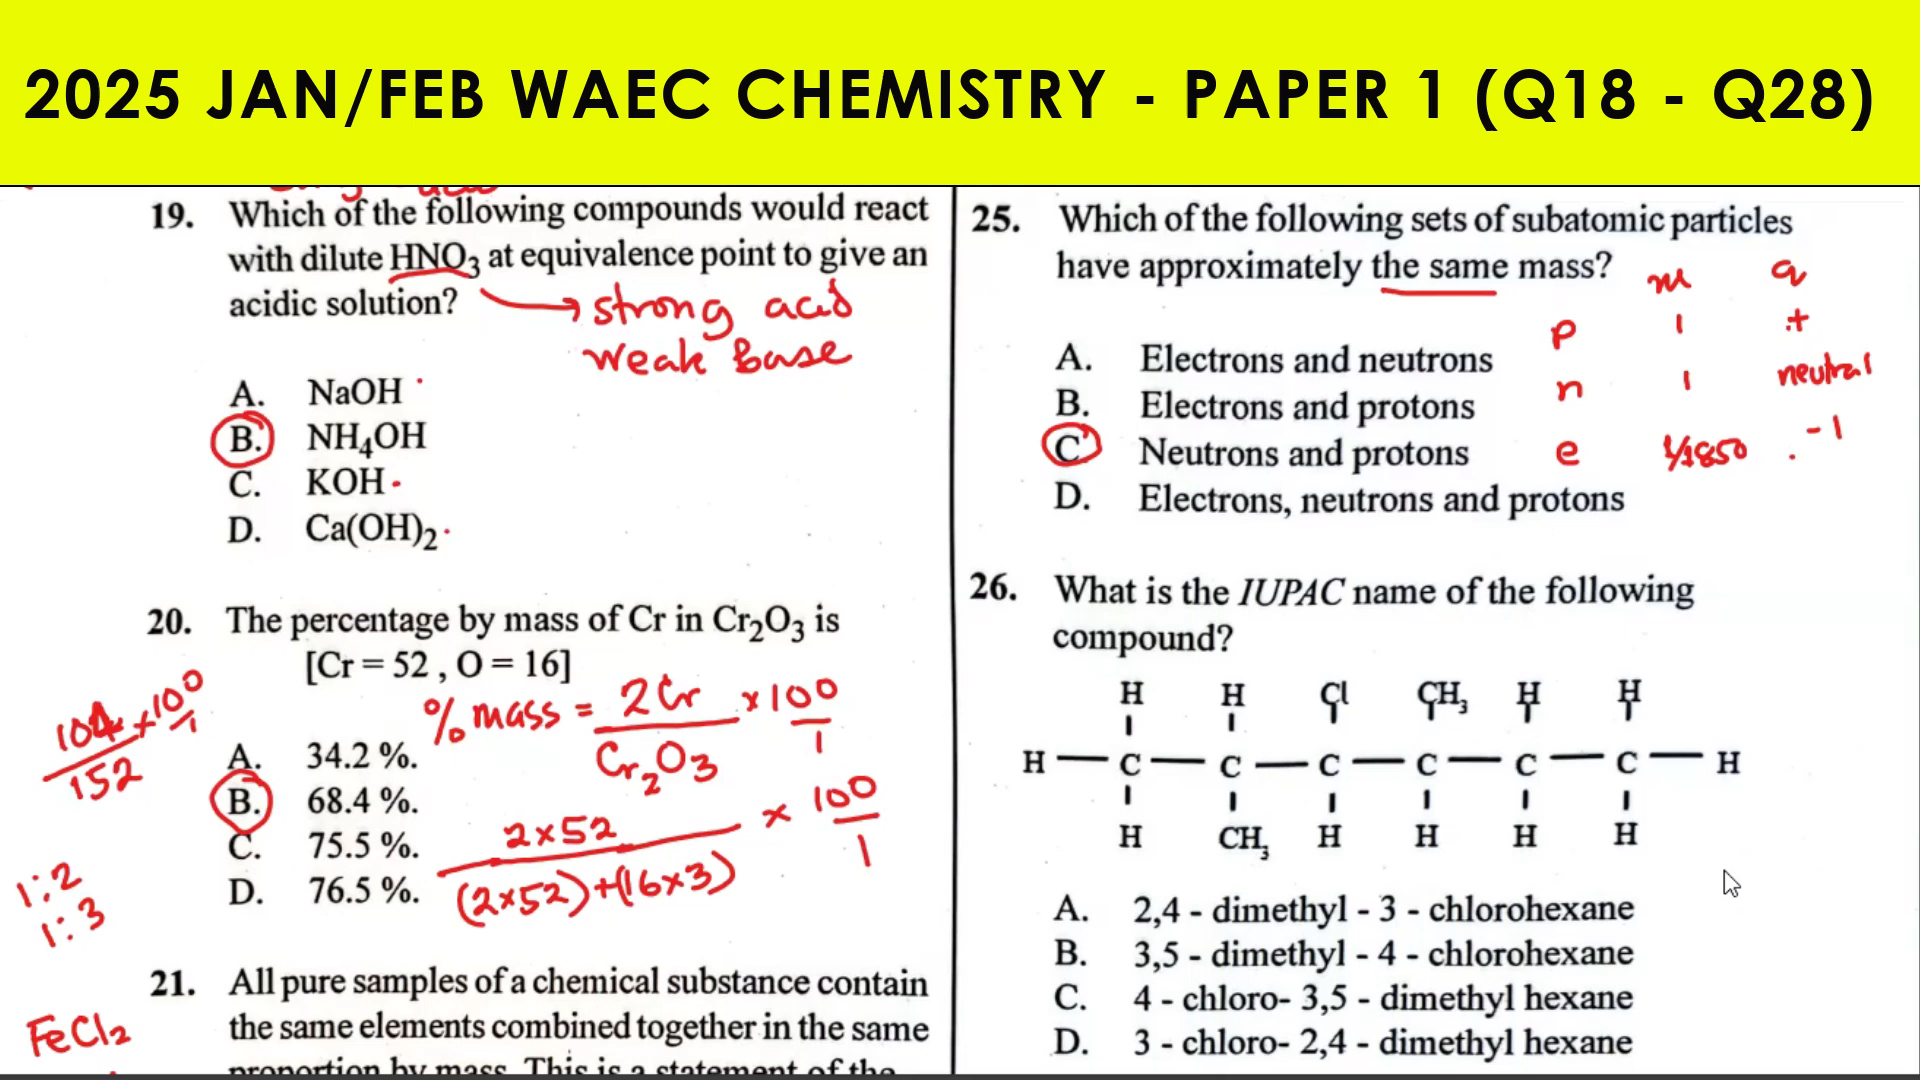 2025 JAN/FEB WAEC CHEMISTRY - PAPER 1 (Q18 - Q28)
19. Which of the following compounds would react
with dilute HNO3 at equivalence point to give an
acidic solution?
strong acid
weak base
A. NaOH
B. NH4OH
C. KOH
D. Ca(OH)2
20. The percentage by mass of Cr in Cr2O3 is
[Cr = 52 , O = 16]
% mass = 2Cr × 100
Cr2O3 1
104 × 100
152 1
A. 34.2 %.
B. 68.4 %.
C. 75.5 %.
D. 76.5 %.
2×52 × 100
(2×52)+(16×3) 1
1:2
1:3
21. All pure samples of a chemical substance contain
the same elements combined together in the same
proportion by mass. This is a statement of the
FeCl2
25. Which of the following sets of subatomic particles
have approximately the same mass?
m q
p 1 +
n 1 neutral
e 1/1850 -1
A. Electrons and neutrons
B. Electrons and protons
C. Neutrons and protons
D. Electrons, neutrons and protons
26. What is the IUPAC name of the following
compound?
H H Cl CH3 H H
H — C — C — C — C — C — C — H
H CH3 H H H H
A. 2,4 - dimethyl - 3 - chlorohexane
B. 3,5 - dimethyl - 4 - chlorohexane
C. 4 - chloro- 3,5 - dimethyl hexane
D. 3 - chloro- 2,4 - dimethyl hexane